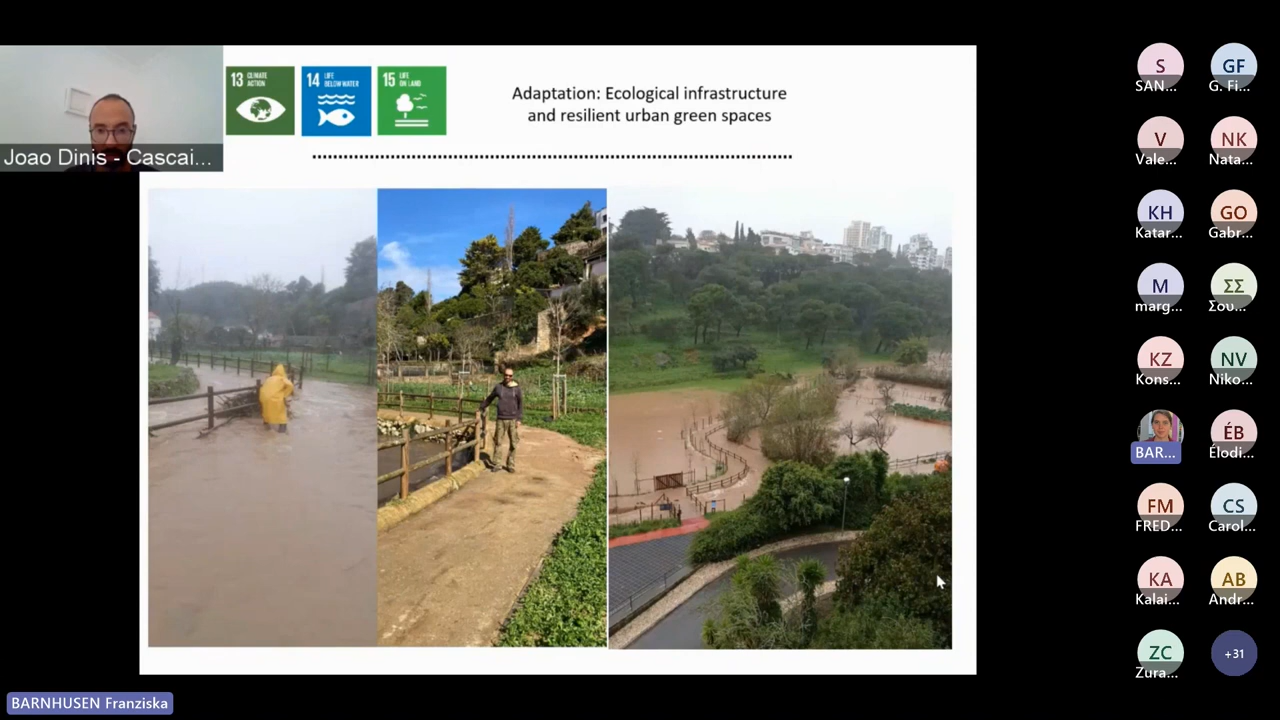 Joao Dinis - Cascai...
13 CLIMATE
ACTION
14 LIFE
BELOW WATER
15 LIFE
ON LAND
Adaptation: Ecological infrastructure
and resilient urban green spaces
S
SAN...
GF
G. Fi...
V
Vale...
NK
Nata...
KH
Katar...
GO
Gabr...
M
marg...
ΣΣ
Σου...
KZ
Kons...
NV
Niko...
BAR...
ÉB
Élodi...
FM
FRED...
CS
Carol...
KA
Kalai...
AB
Andr...
ZC
Zura...
+31
BARNHUSEN Franziska